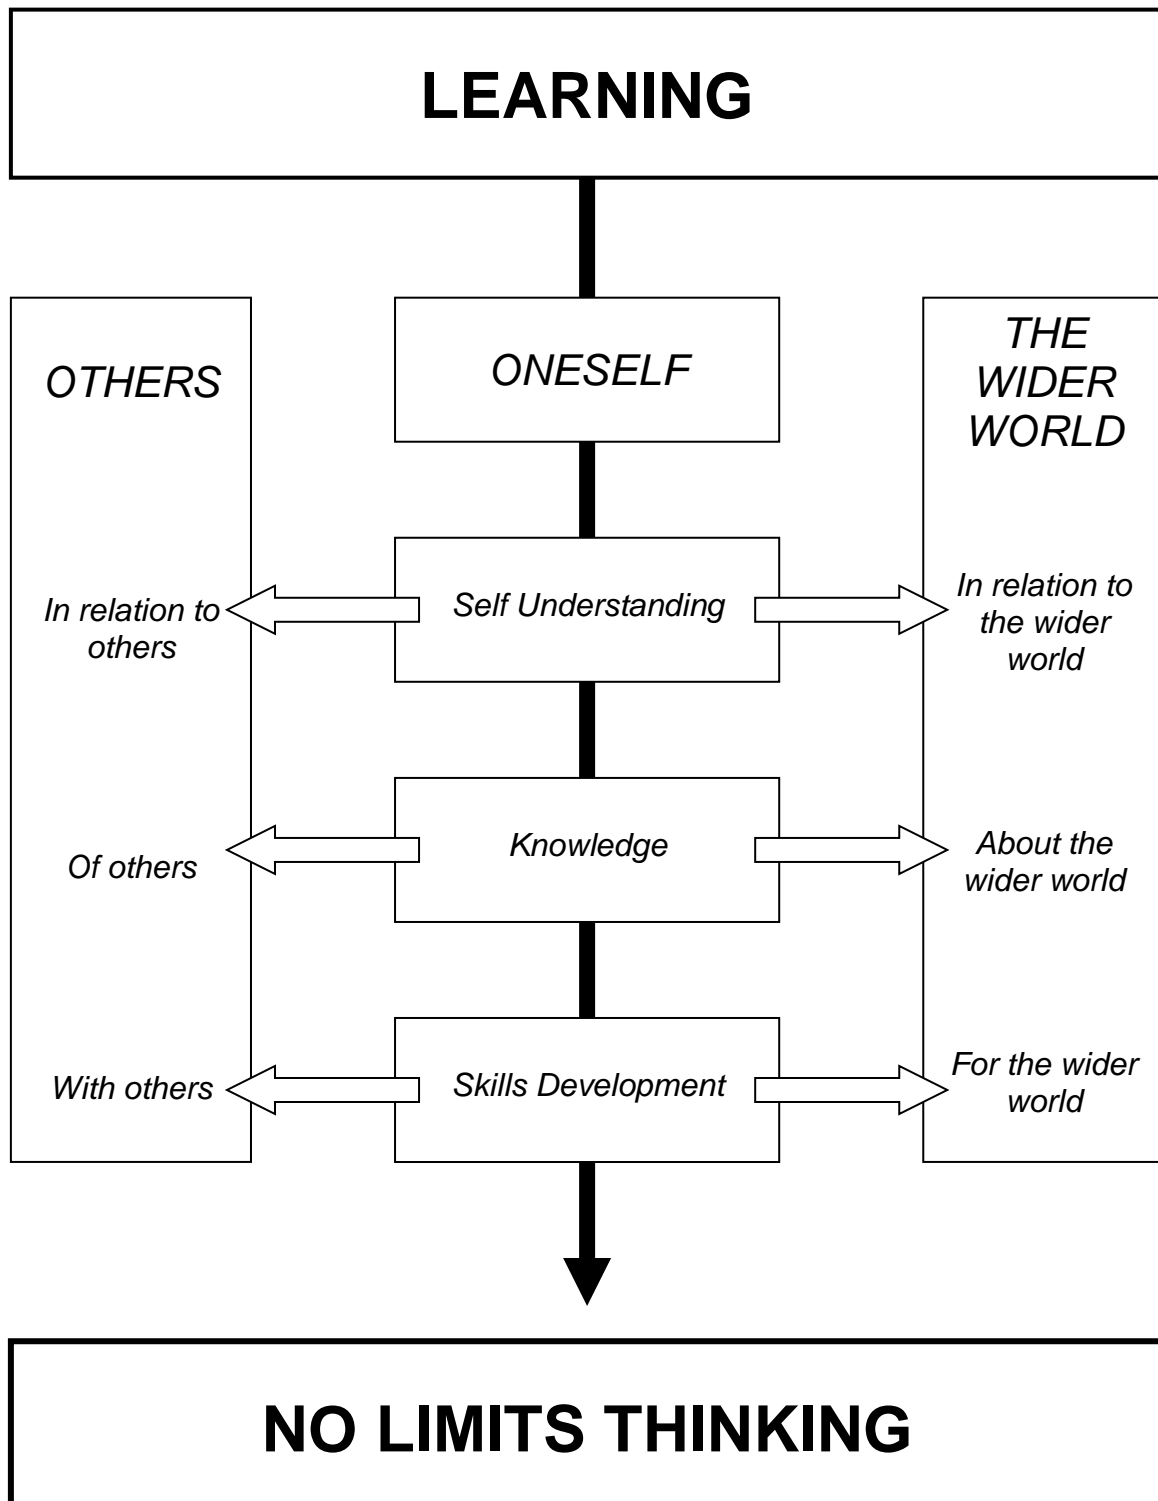 LEARNING
OTHERS
ONESELF
THE
WIDER
WORLD
In relation to
others
Self Understanding
In relation to
the wider
world
Of others
Knowledge
About the
wider world
With others
Skills Development
For the wider
world
NO LIMITS THINKING